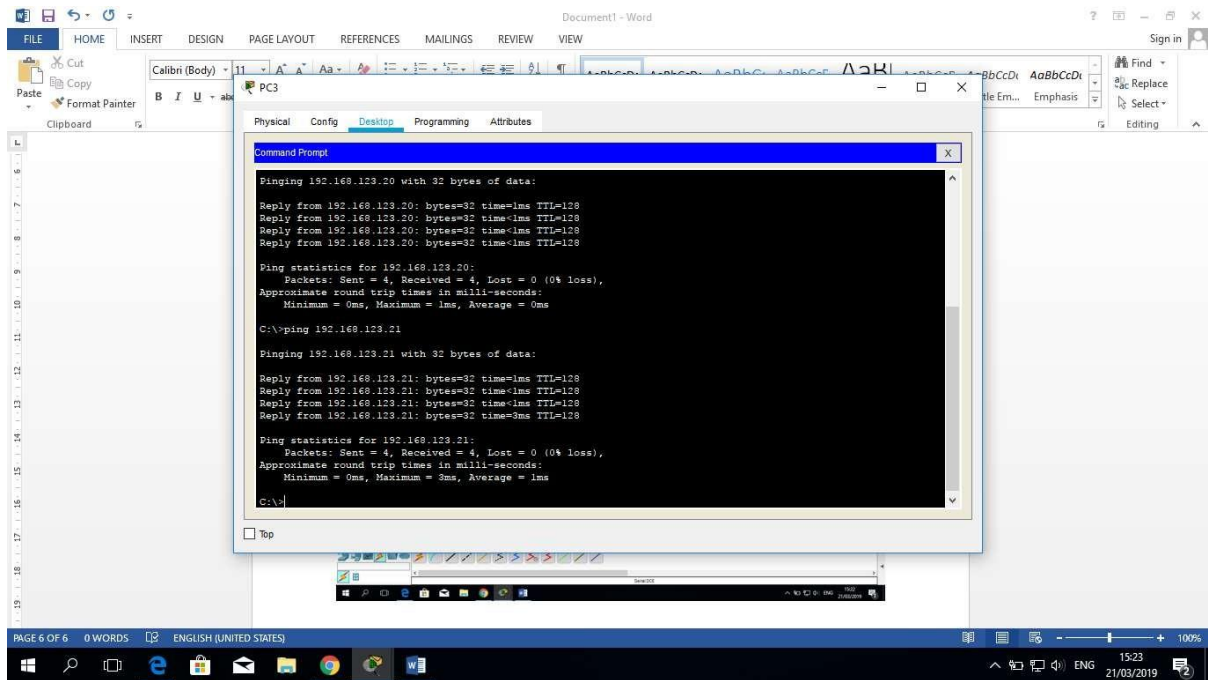 Document1 - Word
FILE HOME INSERT DESIGN PAGE LAYOUT REFERENCES MAILINGS REVIEW VIEW Sign in
Cut
Copy
Paste
Format Painter
Clipboard
Calibri (Body) 11
B I U abc
Aa
Find
Replace
Select
Editing
AaBbCcDc AaBbCcDc
Emphasis
PC3
Physical Config Desktop Programming Attributes
Command Prompt X
Pinging 192.168.123.20 with 32 bytes of data:
Reply from 192.168.123.20: bytes=32 time=1ms TTL=128
Reply from 192.168.123.20: bytes=32 time<1ms TTL=128
Reply from 192.168.123.20: bytes=32 time<1ms TTL=128
Reply from 192.168.123.20: bytes=32 time<1ms TTL=128
Ping statistics for 192.168.123.20:
Packets: Sent = 4, Received = 4, Lost = 0 (0% loss),
Approximate round trip times in milli-seconds:
Minimum = 0ms, Maximum = 1ms, Average = 0ms
C:\>ping 192.168.123.21
Pinging 192.168.123.21 with 32 bytes of data:
Reply from 192.168.123.21: bytes=32 time=1ms TTL=128
Reply from 192.168.123.21: bytes=32 time<1ms TTL=128
Reply from 192.168.123.21: bytes=32 time<1ms TTL=128
Reply from 192.168.123.21: bytes=32 time=3ms TTL=128
Ping statistics for 192.168.123.21:
Packets: Sent = 4, Received = 4, Lost = 0 (0% loss),
Approximate round trip times in milli-seconds:
Minimum = 0ms, Maximum = 3ms, Average = 1ms
C:\>
Top
PAGE 6 OF 6 0 WORDS ENGLISH (UNITED STATES) 100%
ENG
15:23
21/03/2019